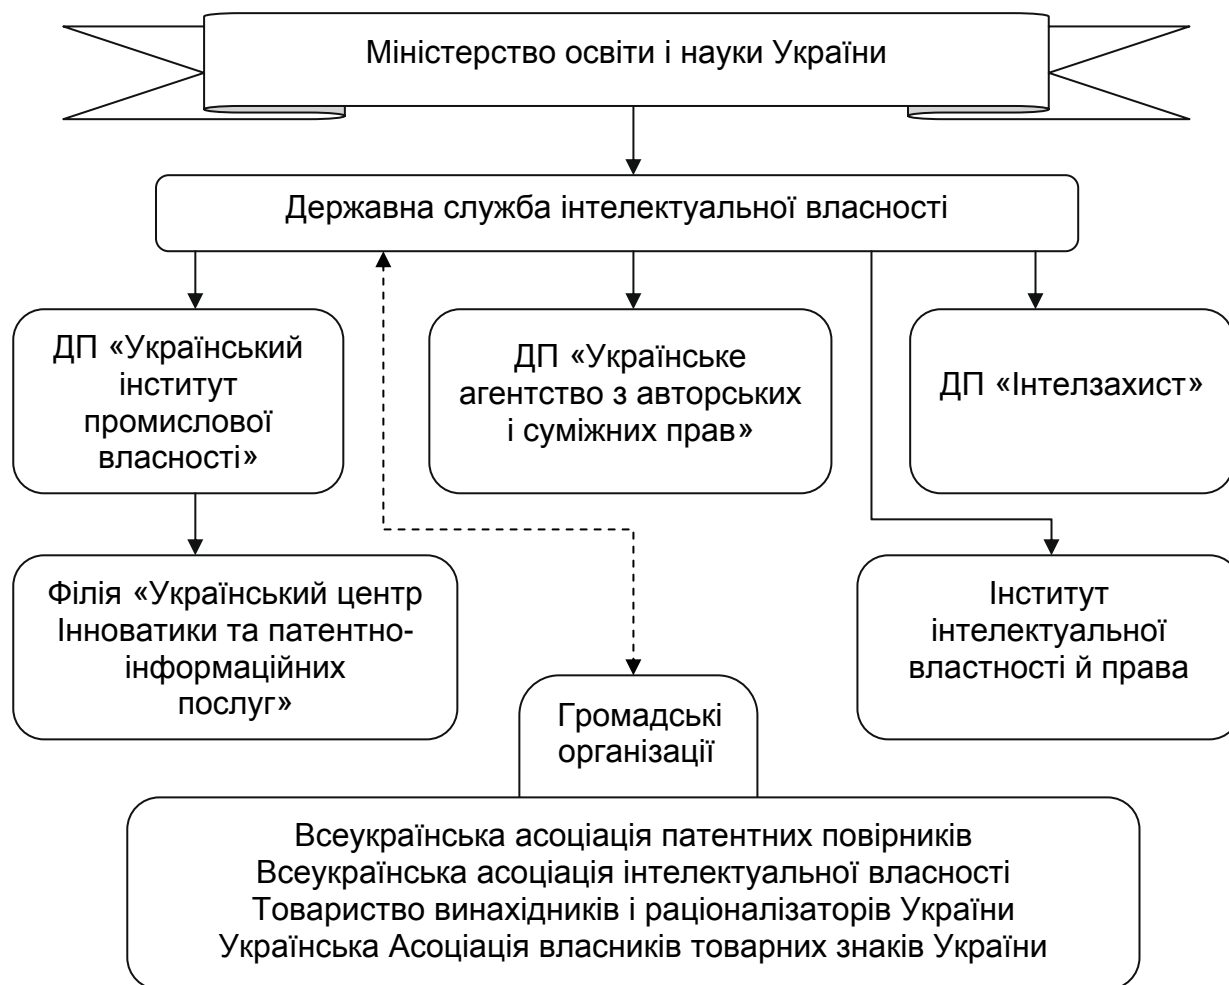 Міністерство освіти і науки України
Державна служба інтелектуальної власності
ДП «Український
інститут
промислової
власності»
ДП «Українське
агентство з авторських
і суміжних прав»
ДП «Інтелзахист»
Філія «Український центр
Інноватики та патентно-
інформаційних
послуг»
Інститут
інтелектуальної
властності й права
Громадські
організації
Всеукраїнська асоціація патентних повірників
Всеукраїнська асоціація інтелектуальної власності
Товариство винахідників і раціоналізаторів України
Українська Асоціація власників товарних знаків України